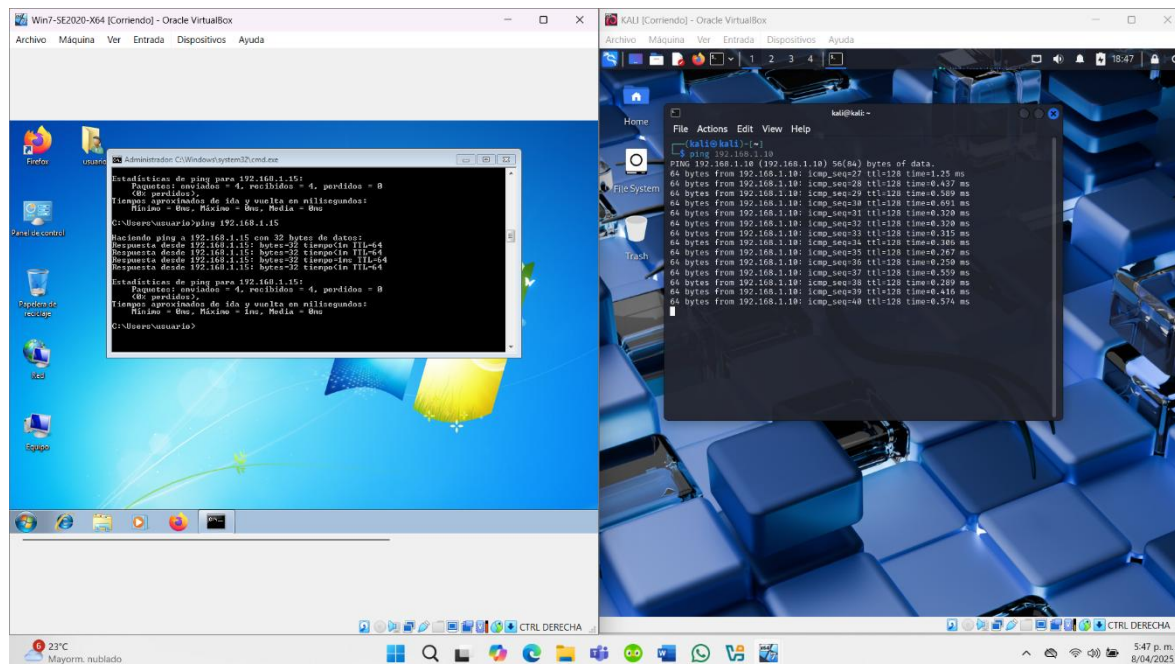 Win7-SE2020-X64 [Corriendo] - Oracle VirtualBox
Archivo Máquina Ver Entrada Dispositivos Ayuda
Firefox
usuario
Panel de control
Papelera de
reciclaje
Red
Equipo
Administrador: C:\Windows\system32\cmd.exe
Estadísticas de ping para 192.168.1.15:
Paquetes: enviados = 4, recibidos = 4, perdidos = 0
(0% perdidos),
Tiempos aproximados de ida y vuelta en milisegundos:
Mínimo = 0ms, Máximo = 0ms, Media = 0ms
C:\Users\usuario>ping 192.168.1.15
Haciendo ping a 192.168.1.15 con 32 bytes de datos:
Respuesta desde 192.168.1.15: bytes=32 tiempo<1m TTL=64
Respuesta desde 192.168.1.15: bytes=32 tiempo<1m TTL=64
Respuesta desde 192.168.1.15: bytes=32 tiempo=1ms TTL=64
Respuesta desde 192.168.1.15: bytes=32 tiempo<1m TTL=64
Estadísticas de ping para 192.168.1.15:
Paquetes: enviados = 4, recibidos = 4, perdidos = 0
(0% perdidos),
Tiempos aproximados de ida y vuelta en milisegundos:
Mínimo = 0ms, Máximo = 1ms, Media = 0ms
C:\Users\usuario>
CTRL DERECHA
KALI [Corriendo] - Oracle VirtualBox
Archivo Máquina Ver Entrada Dispositivos Ayuda
1 2 3 4
18:47
Home
File System
Trash
kali@kali: ~
File Actions Edit View Help
(kali@kali)-[~]
$ ping 192.168.1.10
PING 192.168.1.10 (192.168.1.10) 56(84) bytes of data.
64 bytes from 192.168.1.10: icmp_seq=27 ttl=128 time=1.25 ms
64 bytes from 192.168.1.10: icmp_seq=28 ttl=128 time=0.437 ms
64 bytes from 192.168.1.10: icmp_seq=29 ttl=128 time=0.589 ms
64 bytes from 192.168.1.10: icmp_seq=30 ttl=128 time=0.691 ms
64 bytes from 192.168.1.10: icmp_seq=31 ttl=128 time=0.320 ms
64 bytes from 192.168.1.10: icmp_seq=32 ttl=128 time=0.320 ms
64 bytes from 192.168.1.10: icmp_seq=33 ttl=128 time=0.315 ms
64 bytes from 192.168.1.10: icmp_seq=34 ttl=128 time=0.306 ms
64 bytes from 192.168.1.10: icmp_seq=35 ttl=128 time=0.267 ms
64 bytes from 192.168.1.10: icmp_seq=36 ttl=128 time=0.250 ms
64 bytes from 192.168.1.10: icmp_seq=37 ttl=128 time=0.559 ms
64 bytes from 192.168.1.10: icmp_seq=38 ttl=128 time=0.289 ms
64 bytes from 192.168.1.10: icmp_seq=39 ttl=128 time=0.416 ms
64 bytes from 192.168.1.10: icmp_seq=40 ttl=128 time=0.574 ms
CTRL DERECHA
6
23°C
Mayorm. nublado
5:47 p. m.
8/04/2025